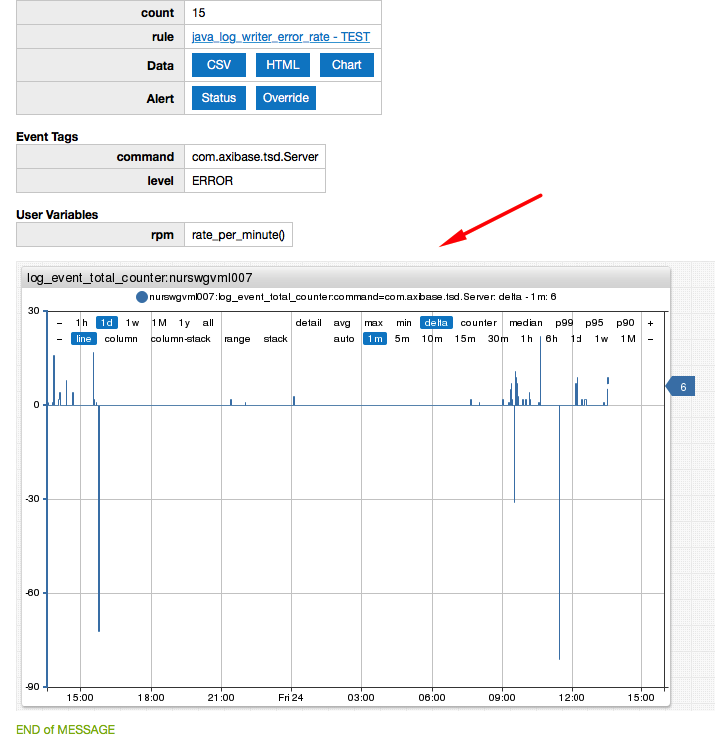 count 15
rule java_log_writer_error_rate - TEST
Data CSV HTML Chart
Alert Status Override
Event Tags
command com.axibase.tsd.Server
level ERROR
User Variables
rpm rate_per_minute()
log_event_total_counter:nurswgvml007
nurswgvml007:log_event_total_counter:command=com.axibase.tsd.Server: delta - 1m: 6
30
– 1h 1d 1w 1M 1y all detail avg max min delta counter median p99 p95 p90 +
– line column column-stack range stack auto 1m 5m 10m 15m 30m 1h 6h 1d 1w 1M –
6
0
-30
-60
-90
15:00 18:00 21:00 Fri 24 03:00 06:00 09:00 12:00 15:00
END of MESSAGE